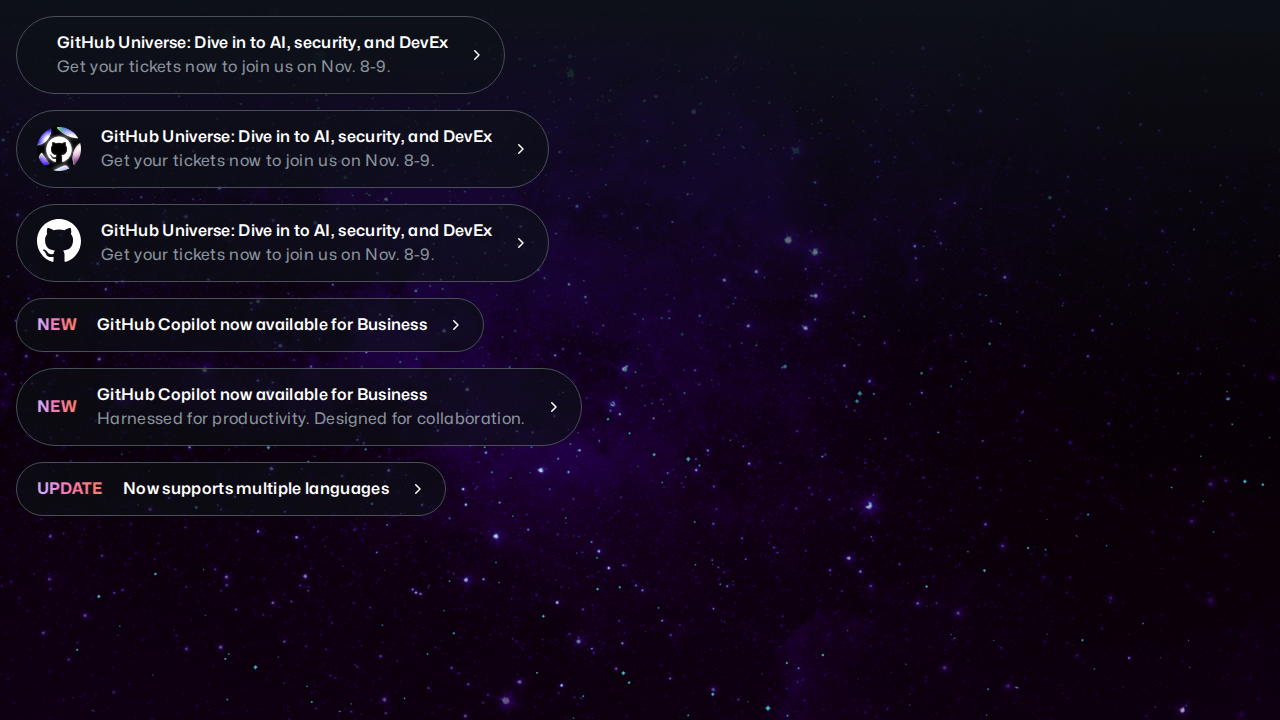 GitHub Universe: Dive in to AI, security, and DevEx
Get your tickets now to join us on Nov. 8-9.
GitHub Universe: Dive in to AI, security, and DevEx
Get your tickets now to join us on Nov. 8-9.
GitHub Universe: Dive in to AI, security, and DevEx
Get your tickets now to join us on Nov. 8-9.
NEW GitHub Copilot now available for Business
NEW GitHub Copilot now available for Business
Harnessed for productivity. Designed for collaboration.
UPDATE Now supports multiple languages